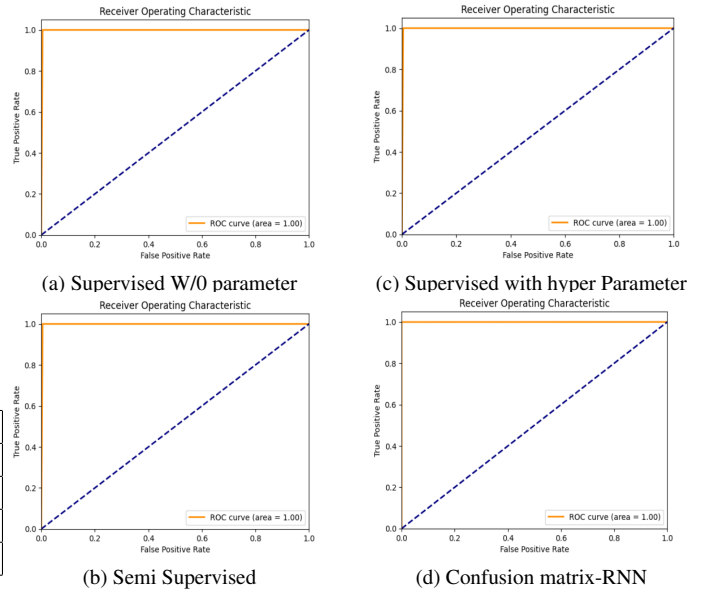 Receiver Operating Characteristic
1.0
0.8
0.6
0.4
0.2
0.0
True Positive Rate
ROC curve (area = 1.00)
0.0 0.2 0.4 0.6 0.8 1.0
False Positive Rate
(a) Supervised W/0 parameter
Receiver Operating Characteristic
1.0
0.8
0.6
0.4
0.2
0.0
True Positive Rate
ROC curve (area = 1.00)
0.0 0.2 0.4 0.6 0.8 1.0
False Positive Rate
(c) Supervised with hyper Parameter
Receiver Operating Characteristic
1.0
0.8
0.6
0.4
0.2
0.0
True Positive Rate
ROC curve (area = 1.00)
0.0 0.2 0.4 0.6 0.8 1.0
False Positive Rate
(b) Semi Supervised
Receiver Operating Characteristic
1.0
0.8
0.6
0.4
0.2
0.0
True Positive Rate
ROC curve (area = 1.00)
0.0 0.2 0.4 0.6 0.8 1.0
False Positive Rate
(d) Confusion matrix-RNN